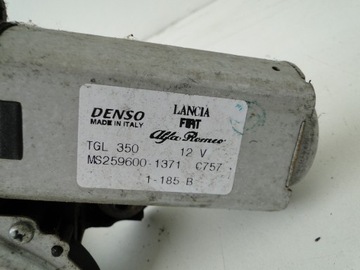 DENSO LANCIA
MADE IN ITALY FIAT
Alfa Romeo
TGL 350 12 V
MS259600-1371 C757
1-185 B